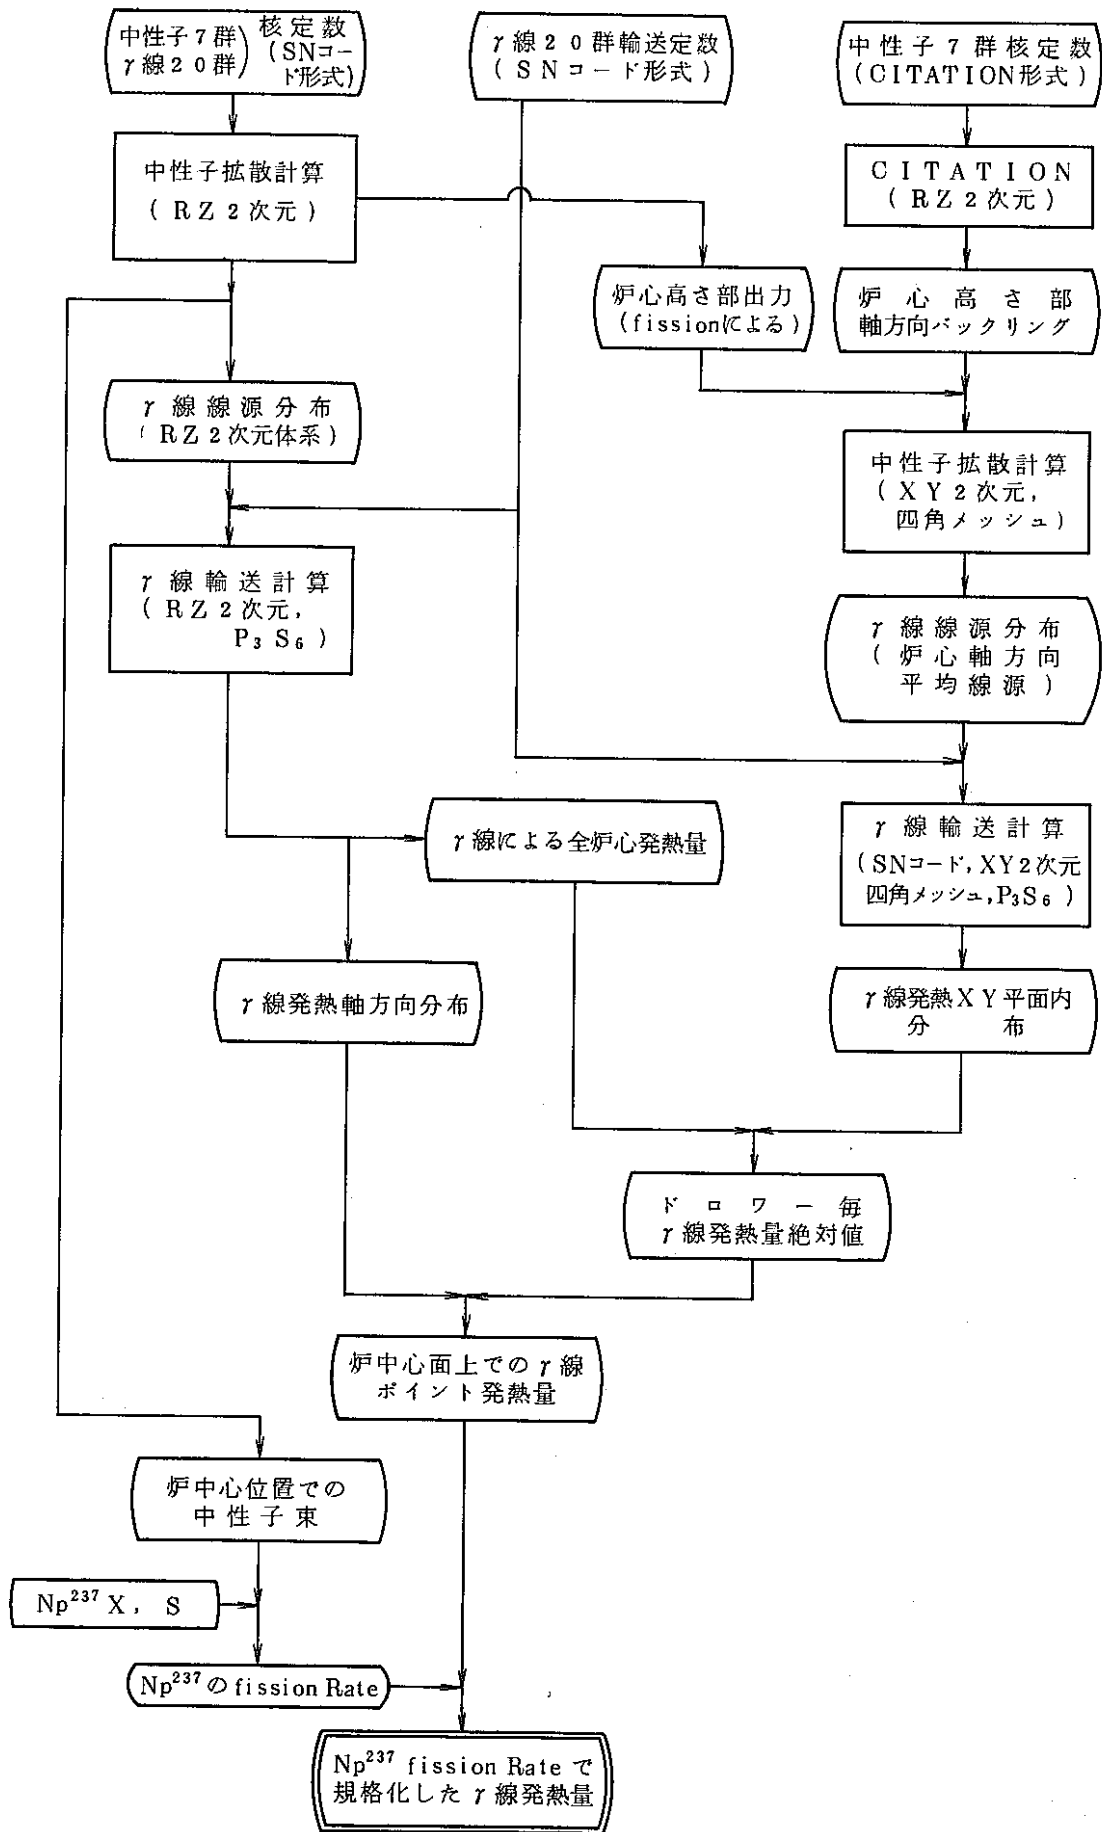 中性子7群 核定数
γ線20群 (SNコー
ド形式)
γ線20群輸送定数
(SNコード形式)
中性子7群核定数
(CITATION形式)
中性子拡散計算
(RZ2次元)
CITATION
(RZ2次元)
炉心高さ部出力
(fissionによる)
炉心高さ部
軸方向バックリング
γ線線源分布
(RZ2次元体系)
中性子拡散計算
(XY2次元,
四角メッシュ)
γ線輸送計算
(RZ2次元,
P₃S₆)
γ線線源分布
(炉心軸方向
平均線源)
γ線による全炉心発熱量
γ線輸送計算
(SNコード,XY2次元
四角メッシュ,P₃S₆)
γ線発熱軸方向分布
γ線発熱XY平面内
分布
ドロワー毎
γ線発熱量絶対値
炉中心面上でのγ線
ポイント発熱量
炉中心位置での
中性子束
Np²³⁷X, S
Np²³⁷のfission Rate
Np²³⁷ fission Rateで
規格化したγ線発熱量